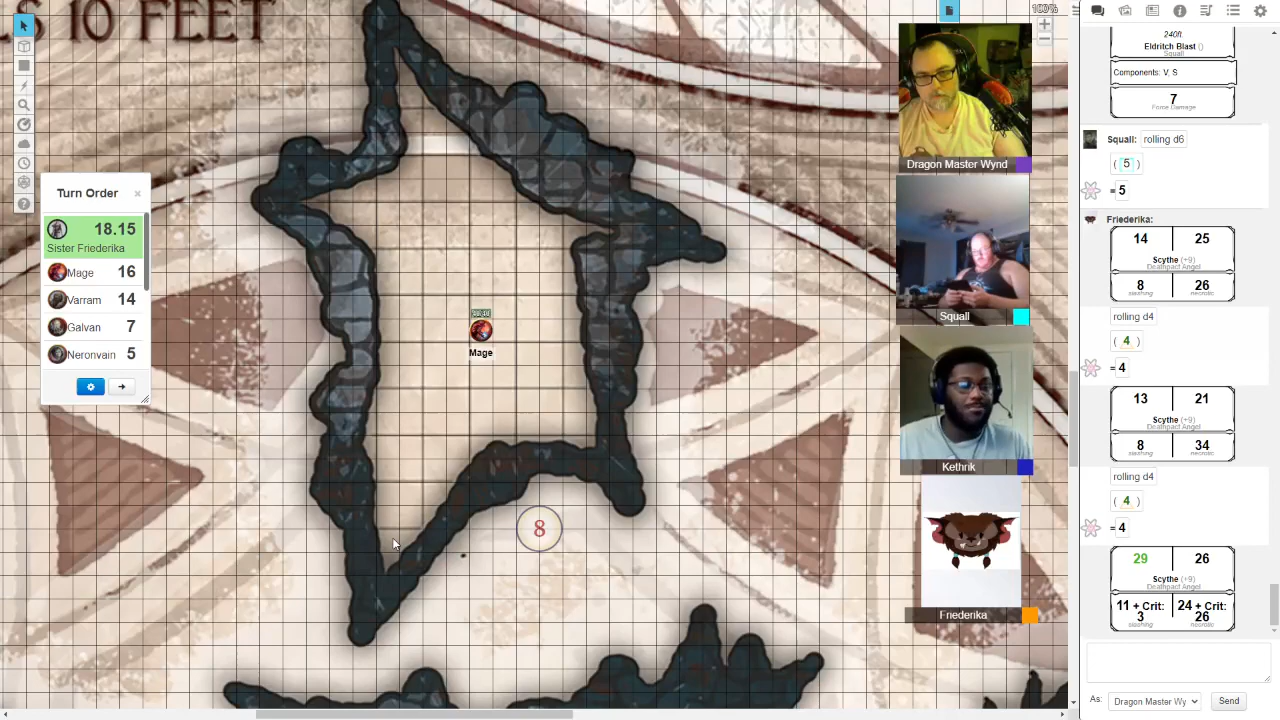 S 10 FEET
100%
Turn Order
×
18.15
Sister Friederika
Mage 16
Varram 14
Galvan 7
Neronvain 5
Mage
8
Dragon Master Wynd
Squall
Kethrik
Friederika
240ft.
Eldritch Blast ()
Squall
Components: V, S
7
Force Damage
Squall: rolling d6
( 5 )
= 5
Friederika:
14 25
Scythe (+9)
Deathpact Angel
8 26
slashing necrotic
rolling d4
( 4 )
= 4
13 21
Scythe (+9)
Deathpact Angel
8 34
slashing necrotic
rolling d4
( 4 )
= 4
29 26
Scythe (+9)
Deathpact Angel
11 + Crit: 24 + Crit:
3 26
slashing necrotic
As: Dragon Master Wy Send